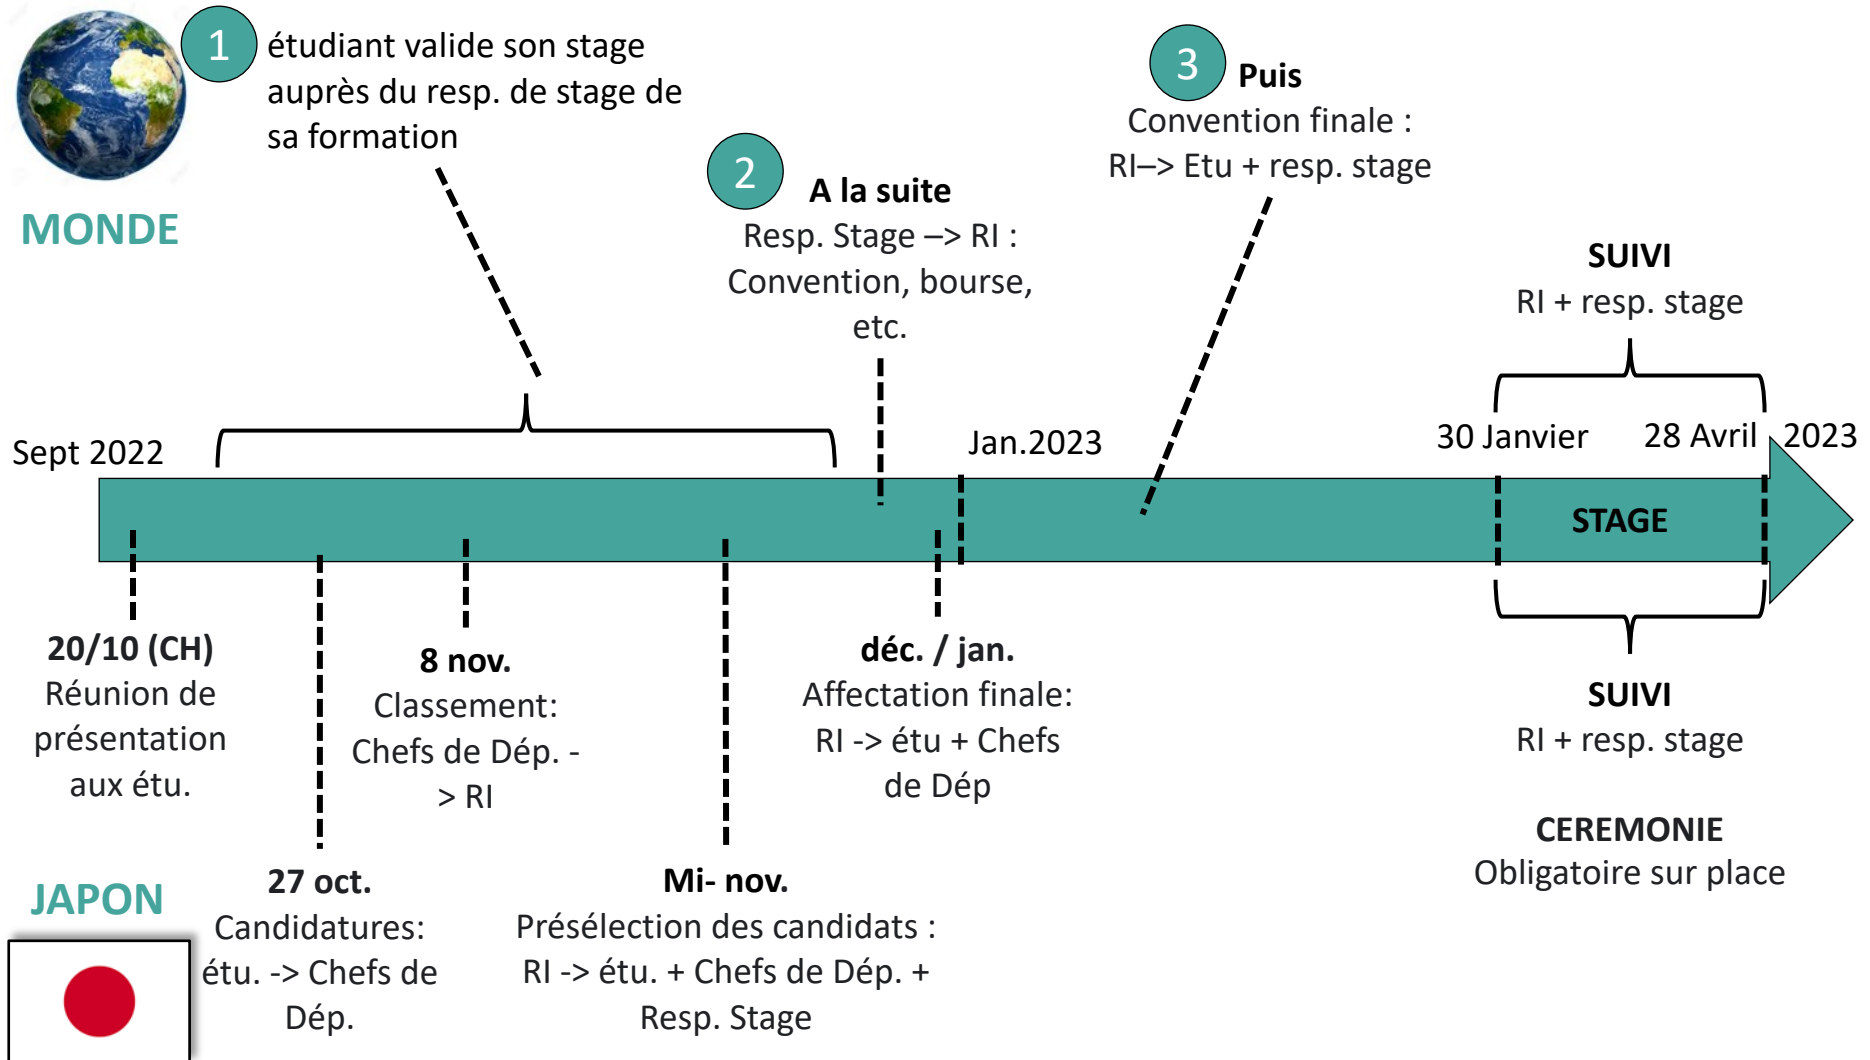 1
étudiant valide son stage
auprès du resp. de stage de
sa formation
MONDE
2
A la suite
Resp. Stage –> RI :
Convention, bourse,
etc.
3
Puis
Convention finale :
RI–> Etu + resp. stage
SUIVI
RI + resp. stage
Sept 2022
Jan.2023
30 Janvier
28 Avril
2023
STAGE
20/10 (CH)
Réunion de
présentation
aux étu.
27 oct.
Candidatures:
étu. -> Chefs de
Dép.
8 nov.
Classement:
Chefs de Dép. -
> RI
Mi- nov.
Présélection des candidats :
RI -> étu. + Chefs de Dép. +
Resp. Stage
déc. / jan.
Affectation finale:
RI -> étu + Chefs
de Dép
SUIVI
RI + resp. stage
CEREMONIE
Obligatoire sur place
JAPON